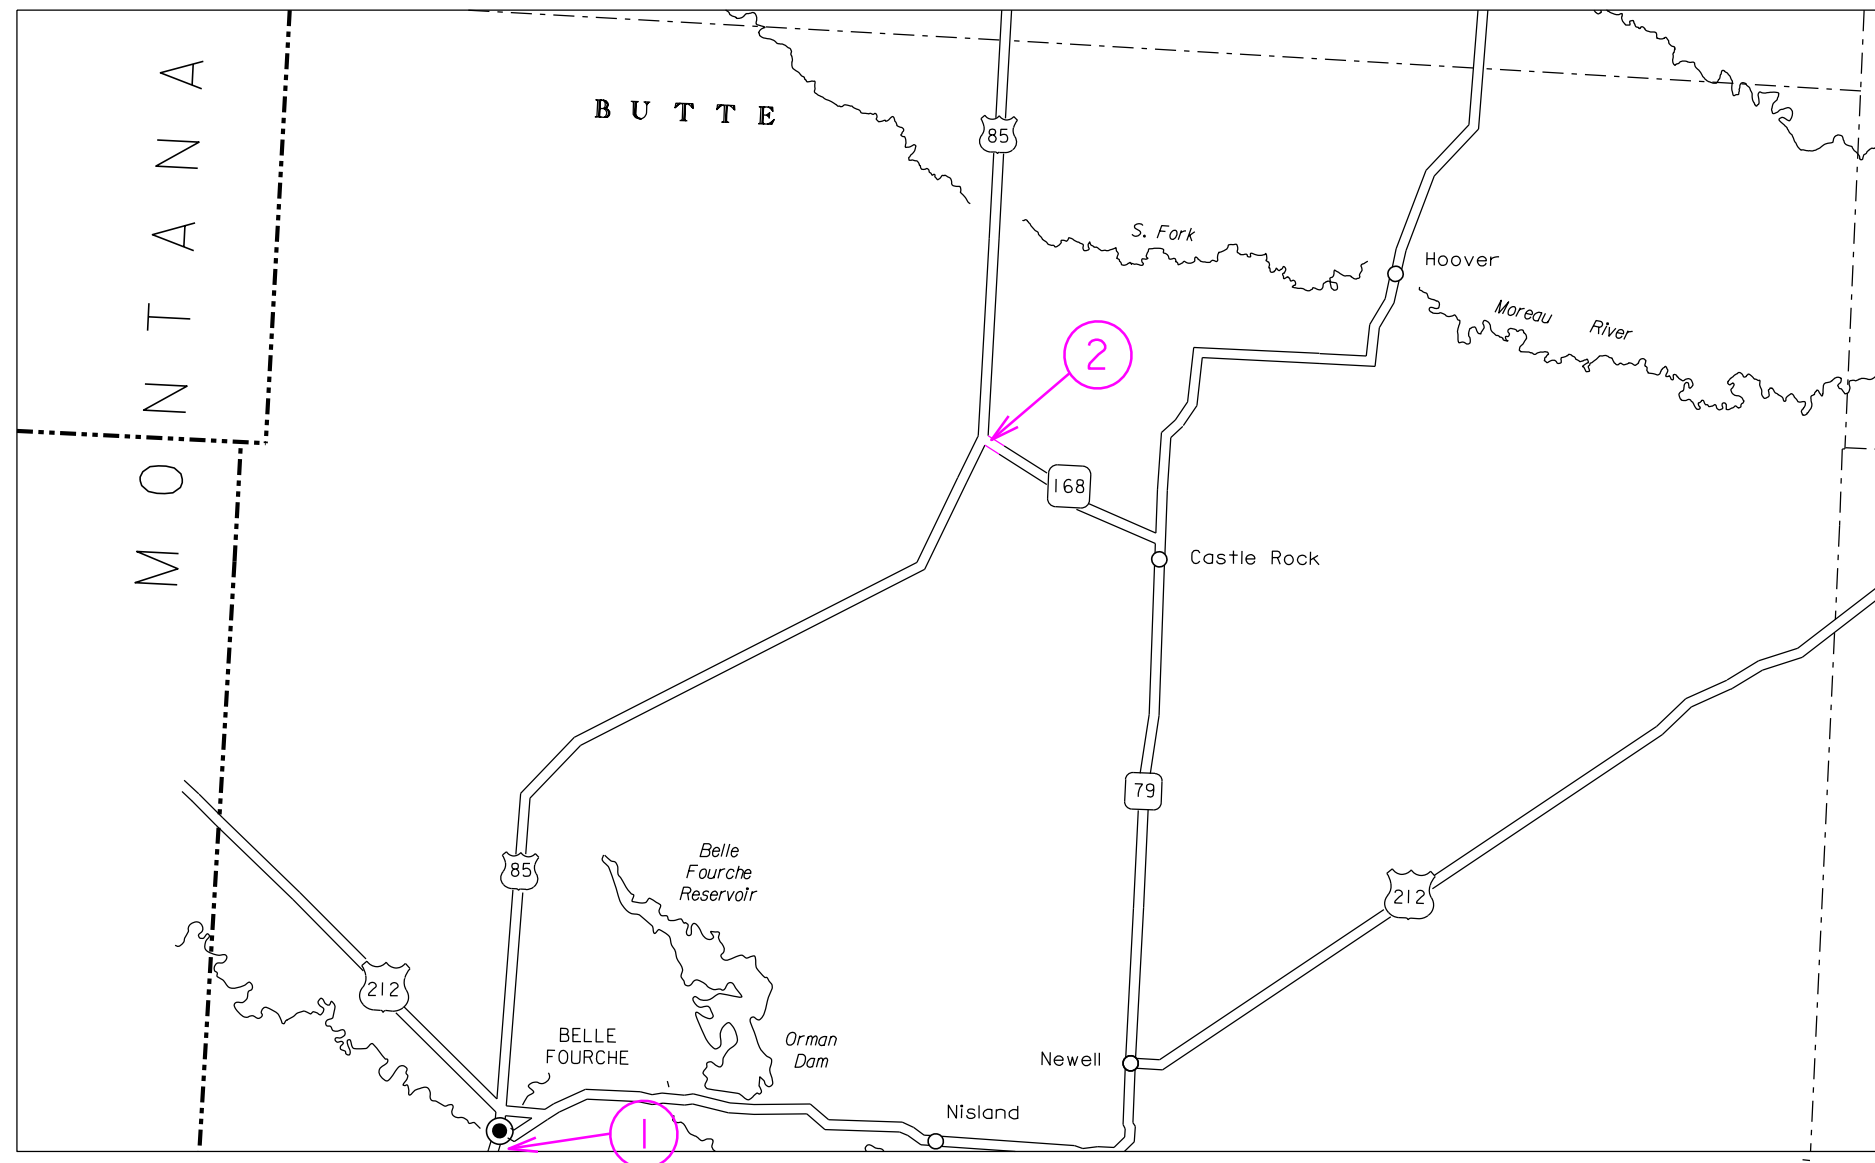 MONTANA
BUTTE
85
S. Fork
Hoover
Moreau River
2
168
Castle Rock
79
85
Belle
Fourche
Reservoir
212
212
BELLE
FOURCHE
Orman
Dam
Newell
Nisland
1